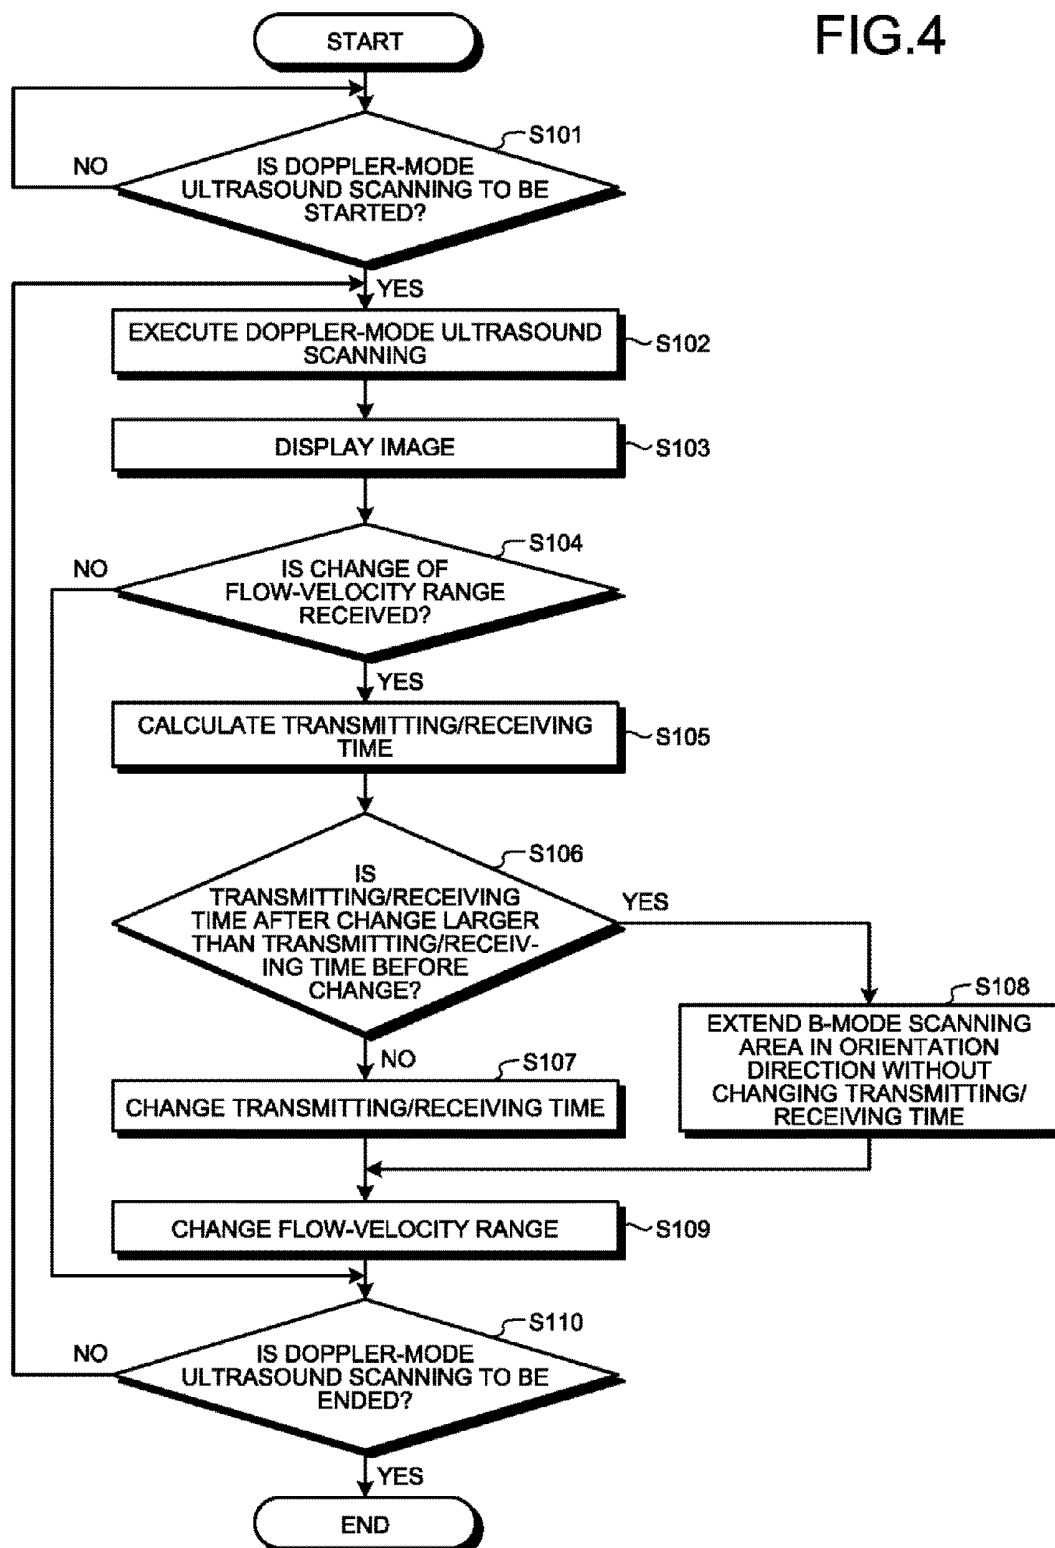 FIG.4
START
S101
NO
IS DOPPLER-MODE
ULTRASOUND SCANNING TO BE
STARTED?
YES
EXECUTE DOPPLER-MODE ULTRASOUND
SCANNING
S102
DISPLAY IMAGE
S103
S104
NO
IS CHANGE OF
FLOW-VELOCITY RANGE
RECEIVED?
YES
CALCULATE TRANSMITTING/RECEIVING
TIME
S105
S106
IS
TRANSMITTING/RECEIVING
TIME AFTER CHANGE LARGER
THAN TRANSMITTING/RECEIV-
ING TIME BEFORE
CHANGE?
YES
S108
EXTEND B-MODE SCANNING
AREA IN ORIENTATION
DIRECTION WITHOUT
CHANGING TRANSMITTING/
RECEIVING TIME
NO
S107
CHANGE TRANSMITTING/RECEIVING TIME
CHANGE FLOW-VELOCITY RANGE
S109
S110
NO
IS DOPPLER-MODE
ULTRASOUND SCANNING TO BE
ENDED?
YES
END